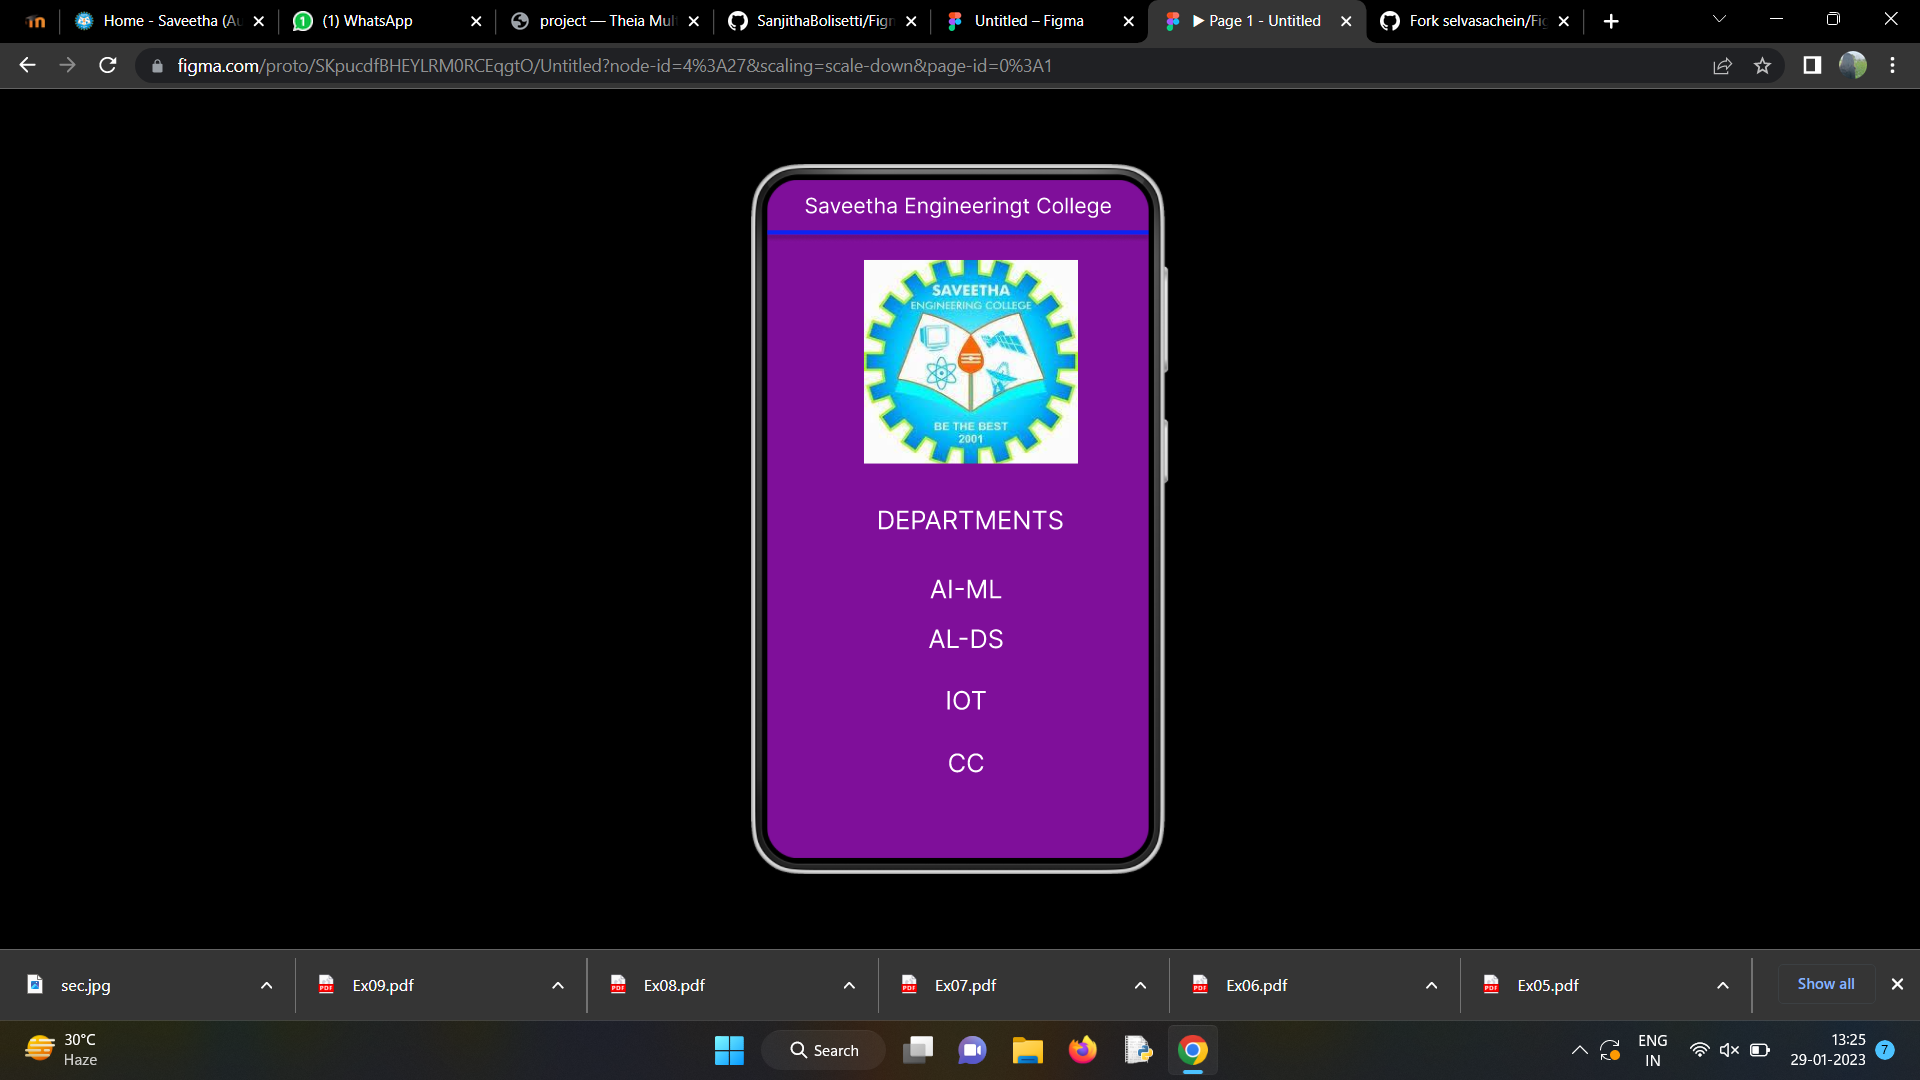 Home - Saveetha (Au
(1) WhatsApp
project — Theia Mul
SanjithaBolisetti/Fig
Untitled – Figma
Page 1 - Untitled
Fork selvasachein/Fig
figma.com/proto/SKpucdfBHEYLRM0RCEqgtO/Untitled?node-id=4%3A27&scaling=scale-down&page-id=0%3A1
Saveetha Engineeringt College
SAVEETHA
ENGINEERING COLLEGE
BE THE BEST
2001
DEPARTMENTS
AI-ML
AL-DS
IOT
CC
sec.jpg
Ex09.pdf
Ex08.pdf
Ex07.pdf
Ex06.pdf
Ex05.pdf
Show all
30°C
Haze
Search
ENG
IN
13:25
29-01-2023
7